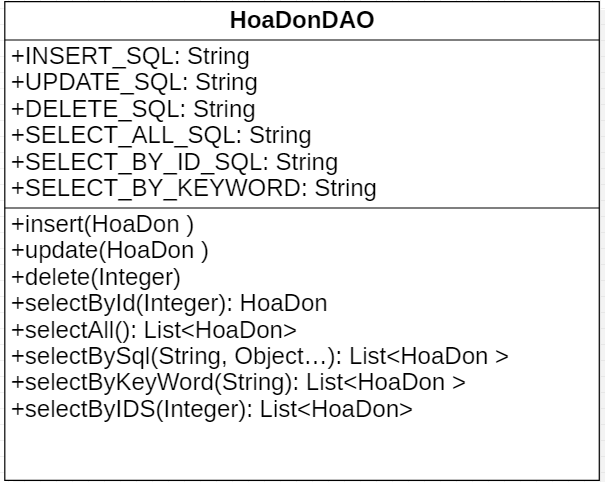 HoaDonDAO
+INSERT_SQL: String
+UPDATE_SQL: String
+DELETE_SQL: String
+SELECT_ALL_SQL: String
+SELECT_BY_ID_SQL: String
+SELECT_BY_KEYWORD: String
+insert(HoaDon )
+update(HoaDon )
+delete(Integer)
+selectById(Integer): HoaDon
+selectAll(): List<HoaDon>
+selectBySql(String, Object…): List<HoaDon >
+selectByKeyWord(String): List<HoaDon >
+selectByIDS(Integer): List<HoaDon>